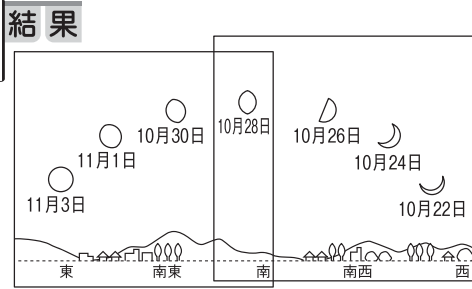 結果
10月30日
10月28日
10月26日
11月1日
10月24日
11月3日
10月22日
東
南東
南
南西
西